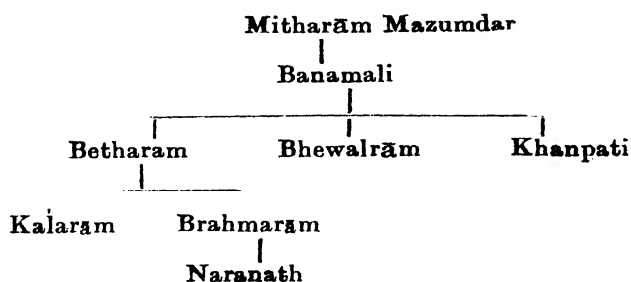 Mitharām Mazumdar
Banamali
Betharam Bhewalrām Khanpati
Kalaram Brahmaram
Naranath